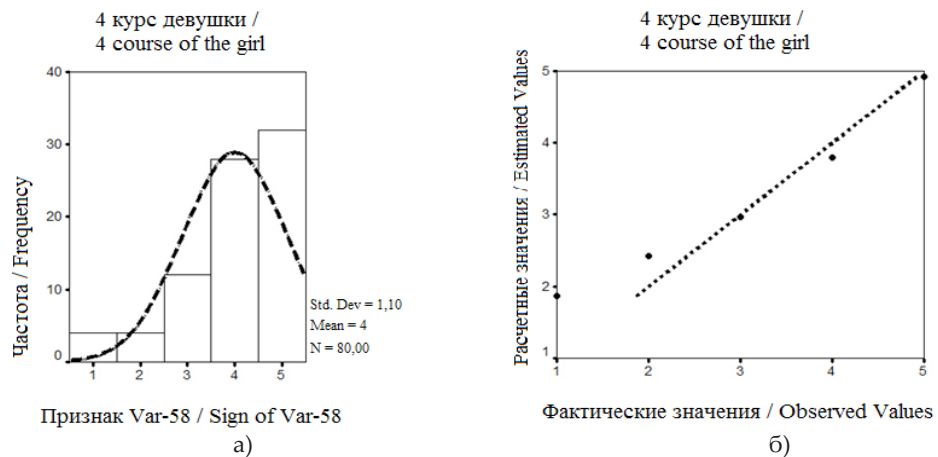 4 курс девушки /
4 course of the girl
40
30
20
10
0
Частота / Frequency
1 2 3 4 5
Std. Dev = 1,10
Mean = 4
N = 80,00
Признак Var-58 / Sign of Var-58
а)
4 курс девушки /
4 course of the girl
5
4
3
2
1
Расчетные значения / Estimated Values
1 2 3 4 5
Фактические значения / Observed Values
б)